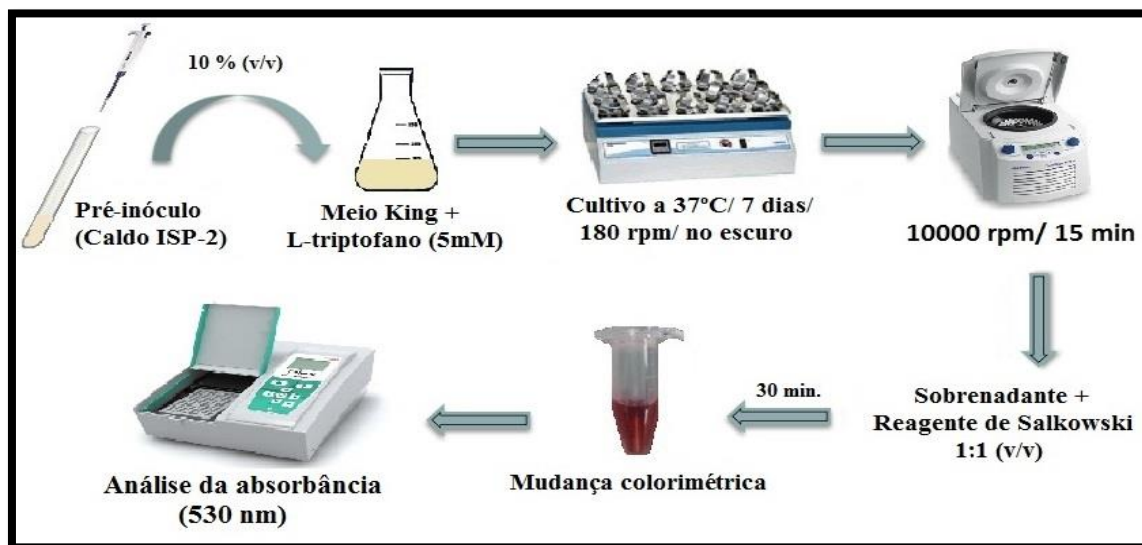 10 % (v/v)
Pré-inóculo
(Caldo ISP-2)
Meio King +
L-triptofano (5mM)
Cultivo a 37ºC/ 7 dias/
180 rpm/ no escuro
10000 rpm/ 15 min
Sobrenadante +
Reagente de Salkowski
1:1 (v/v)
30 min.
Mudança colorimétrica
Análise da absorbância
(530 nm)